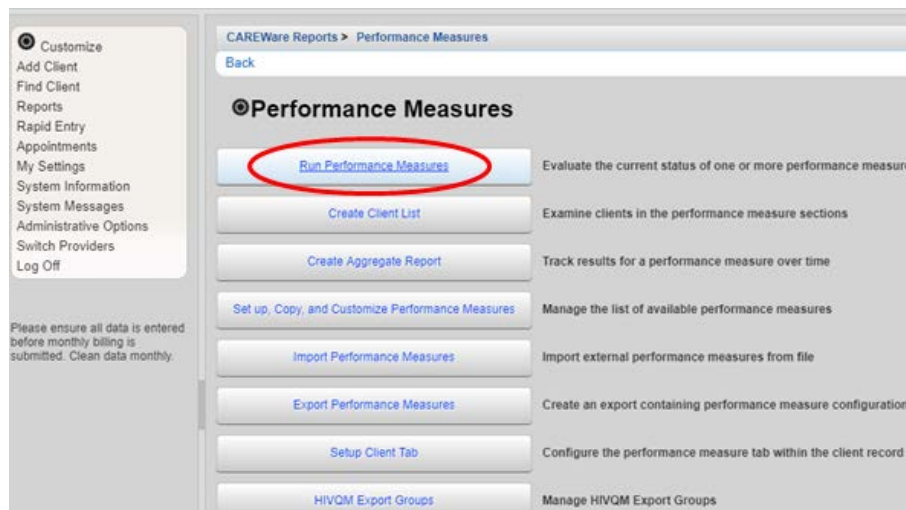 Customize
Add Client
Find Client
Reports
Rapid Entry
Appointments
My Settings
System Information
System Messages
Administrative Options
Switch Providers
Log Off
Please ensure all data is entered
before monthly billing is
submitted. Clean data monthly.
CAREWare Reports > Performance Measures
Back
Performance Measures
Run Performance Measures
Evaluate the current status of one or more performance measure
Create Client List
Examine clients in the performance measure sections
Create Aggregate Report
Track results for a performance measure over time
Set up, Copy, and Customize Performance Measures
Manage the list of available performance measures
Import Performance Measures
Import external performance measures from file
Export Performance Measures
Create an export containing performance measure configuration
Setup Client Tab
Configure the performance measure tab within the client record
HIVQM Export Groups
Manage HIVQM Export Groups